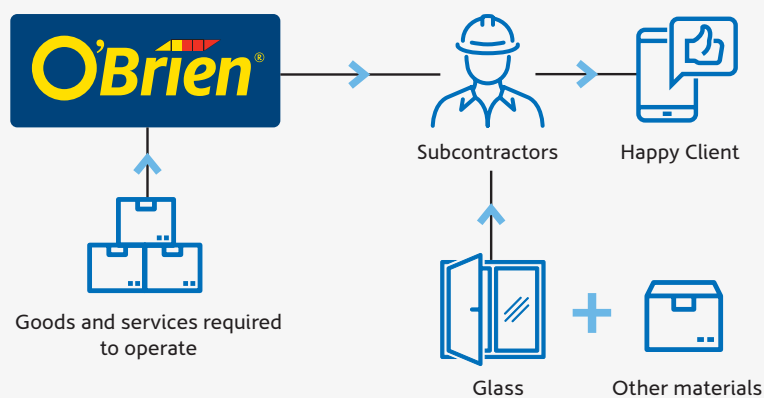 O'Brien®
Subcontractors
Happy Client
Goods and services required
to operate
Glass
Other materials